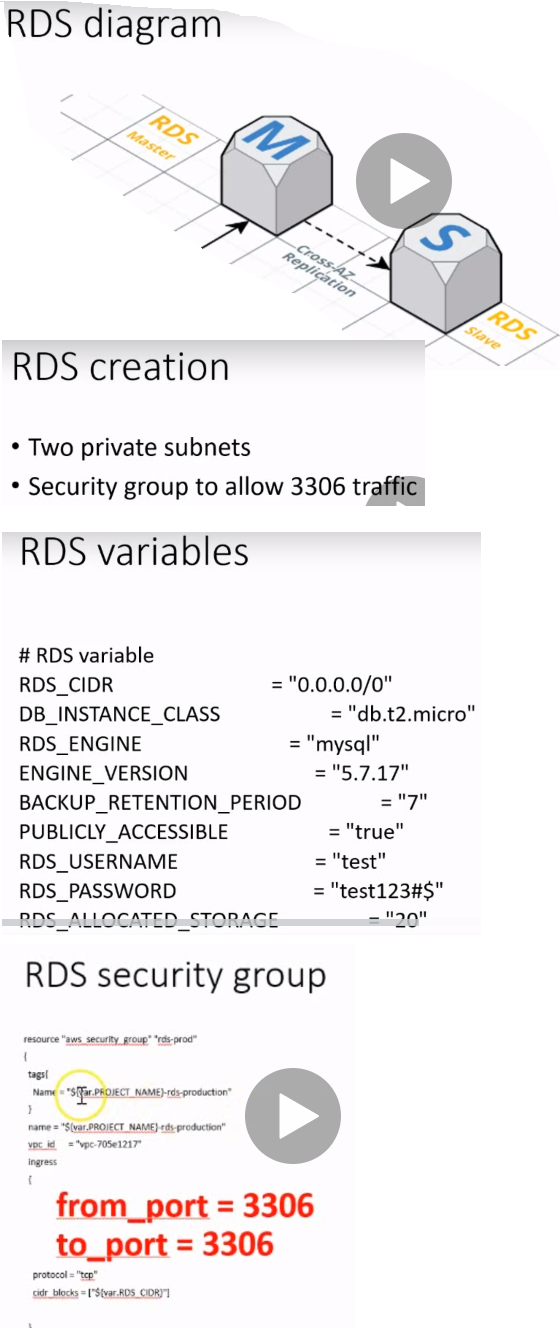 RDS diagram
RDS
Master
M
Cross-AZ
Replication
S
RDS
Slave
RDS creation
• Two private subnets
• Security group to allow 3306 traffic
RDS variables
# RDS variable
RDS_CIDR = "0.0.0.0/0"
DB_INSTANCE_CLASS = "db.t2.micro"
RDS_ENGINE = "mysql"
ENGINE_VERSION = "5.7.17"
BACKUP_RETENTION_PERIOD = "7"
PUBLICLY_ACCESSIBLE = "true"
RDS_USERNAME = "test"
RDS_PASSWORD = "test123#$"
RDS_ALLOCATED_STORAGE = "20"
RDS security group
resource "aws_security_group" "rds-prod"
{
tags{
Name = "${var.PROJECT_NAME}-rds-production"
}
name = "${var.PROJECT_NAME}-rds-production"
vpc_id = "vpc-705e1217"
ingress
{
from_port = 3306
to_port = 3306
protocol = "tcp"
cidr_blocks = ["${var.RDS_CIDR}"]
}